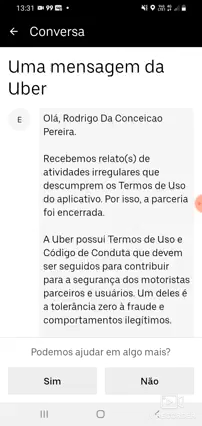 13:31 99
Conversa
Uma mensagem da
Uber
E
Olá, Rodrigo Da Conceicao
Pereira.
Recebemos relato(s) de
atividades irregulares que
descumprem os Termos de Uso
do aplicativo. Por isso, a parceria
foi encerrada.
A Uber possui Termos de Uso e
Código de Conduta que devem
ser seguidos para contribuir
para a segurança dos motoristas
parceiros e usuários. Um deles é
a tolerância zero à fraude e
comportamentos ilegítimos.
Podemos ajudar em algo mais?
Sim
Não